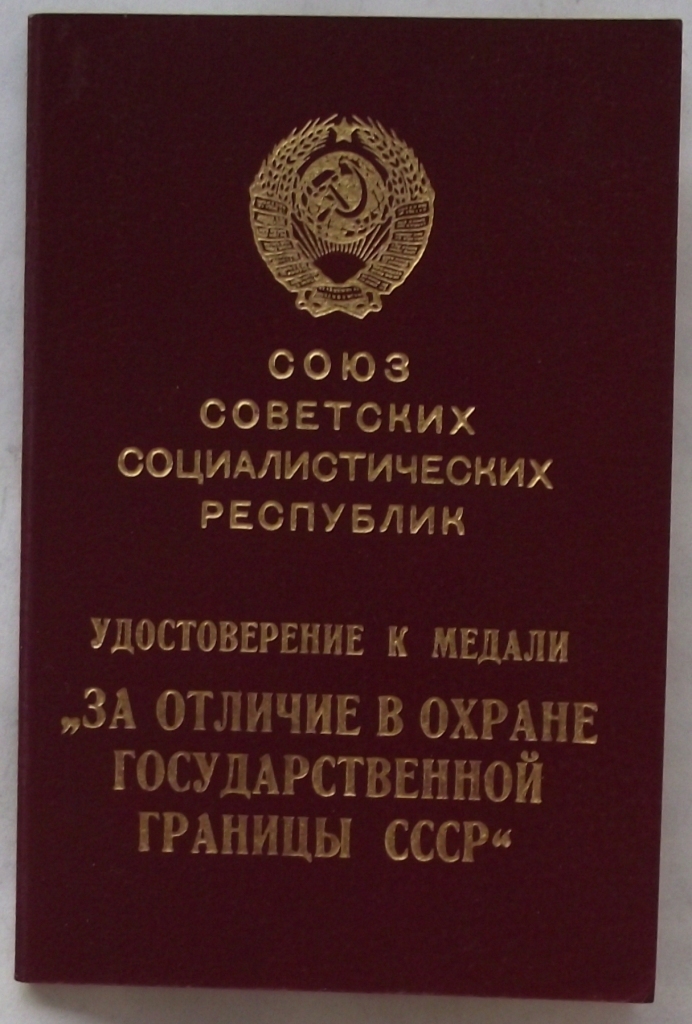 СОЮЗ
СОВЕТСКИХ
СОЦИАЛИСТИЧЕСКИХ
РЕСПУБЛИК
УДОСТОВЕРЕНИЕ К МЕДАЛИ
„ЗА ОТЛИЧИЕ В ОХРАНЕ
ГОСУДАРСТВЕННОЙ
ГРАНИЦЫ СССР“